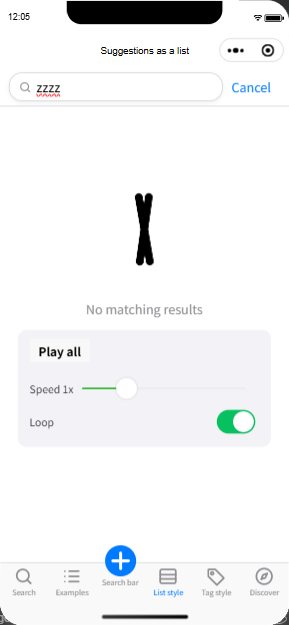 12:05
Suggestions as a list
zzzz
Cancel
No matching results
Play all
Speed 1x
Loop
Search
Examples
Search bar
List style
Tag style
Discover